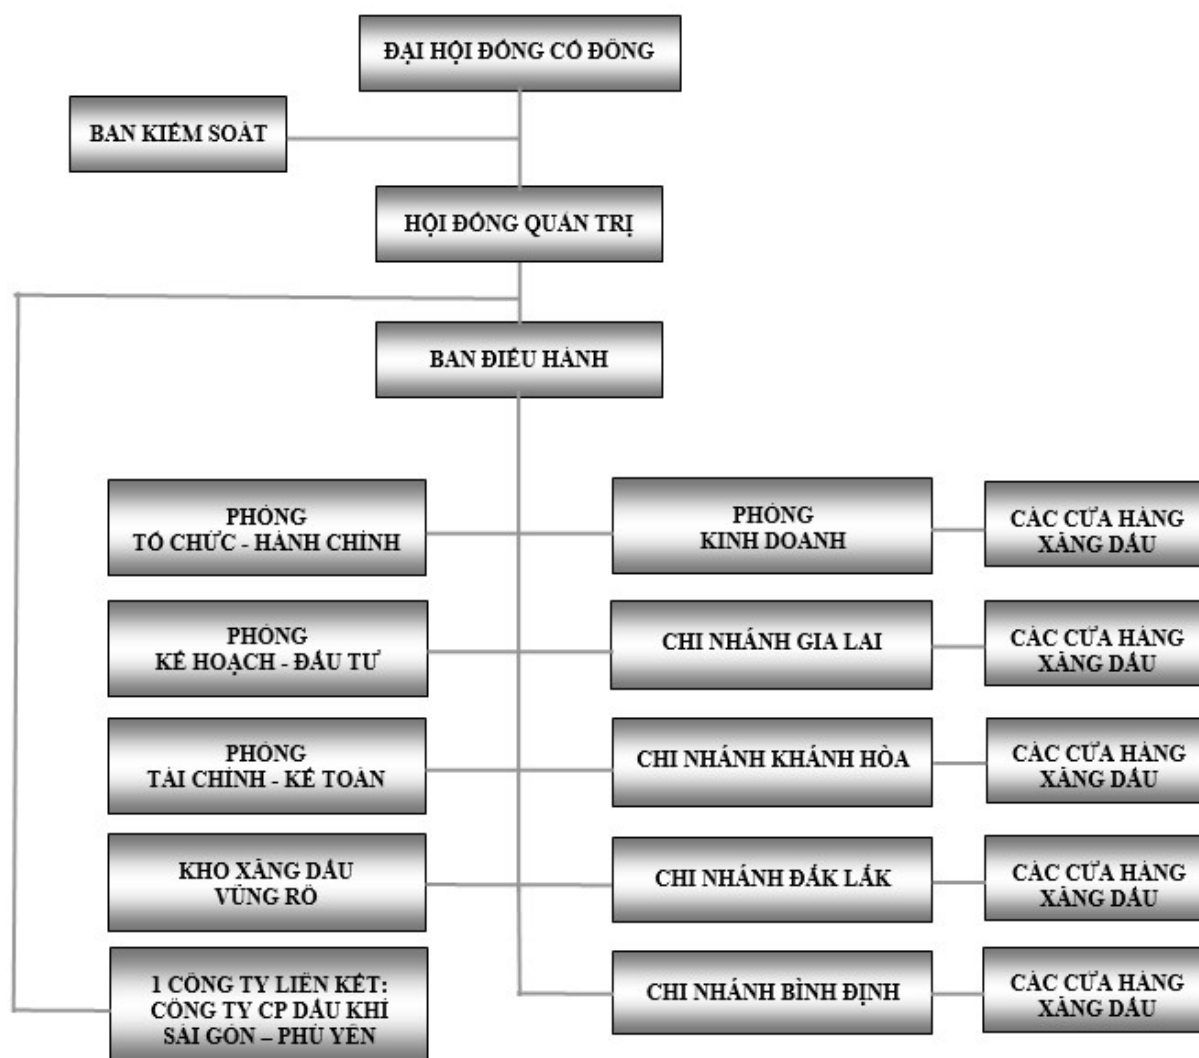 ĐẠI HỘI ĐỒNG CỔ ĐÔNG
BAN KIỂM SOÁT
HỘI ĐỒNG QUẢN TRỊ
BAN ĐIỀU HÀNH
PHÒNG
TỔ CHỨC - HÀNH CHÍNH
PHÒNG
KINH DOANH
CÁC CỬA HÀNG
XĂNG DẦU
PHÒNG
KẾ HOẠCH - ĐẦU TƯ
CHI NHÁNH GIA LAI
CÁC CỬA HÀNG
XĂNG DẦU
PHÒNG
TÀI CHÍNH - KẾ TOÁN
CHI NHÁNH KHÁNH HÒA
CÁC CỬA HÀNG
XĂNG DẦU
KHO XĂNG DẦU
VŨNG RÔ
CHI NHÁNH ĐẮK LẮK
CÁC CỬA HÀNG
XĂNG DẦU
1 CÔNG TY LIÊN KẾT:
CÔNG TY CP DẦU KHÍ
SÀI GÒN – PHÚ YÊN
CHI NHÁNH BÌNH ĐỊNH
CÁC CỬA HÀNG
XĂNG DẦU